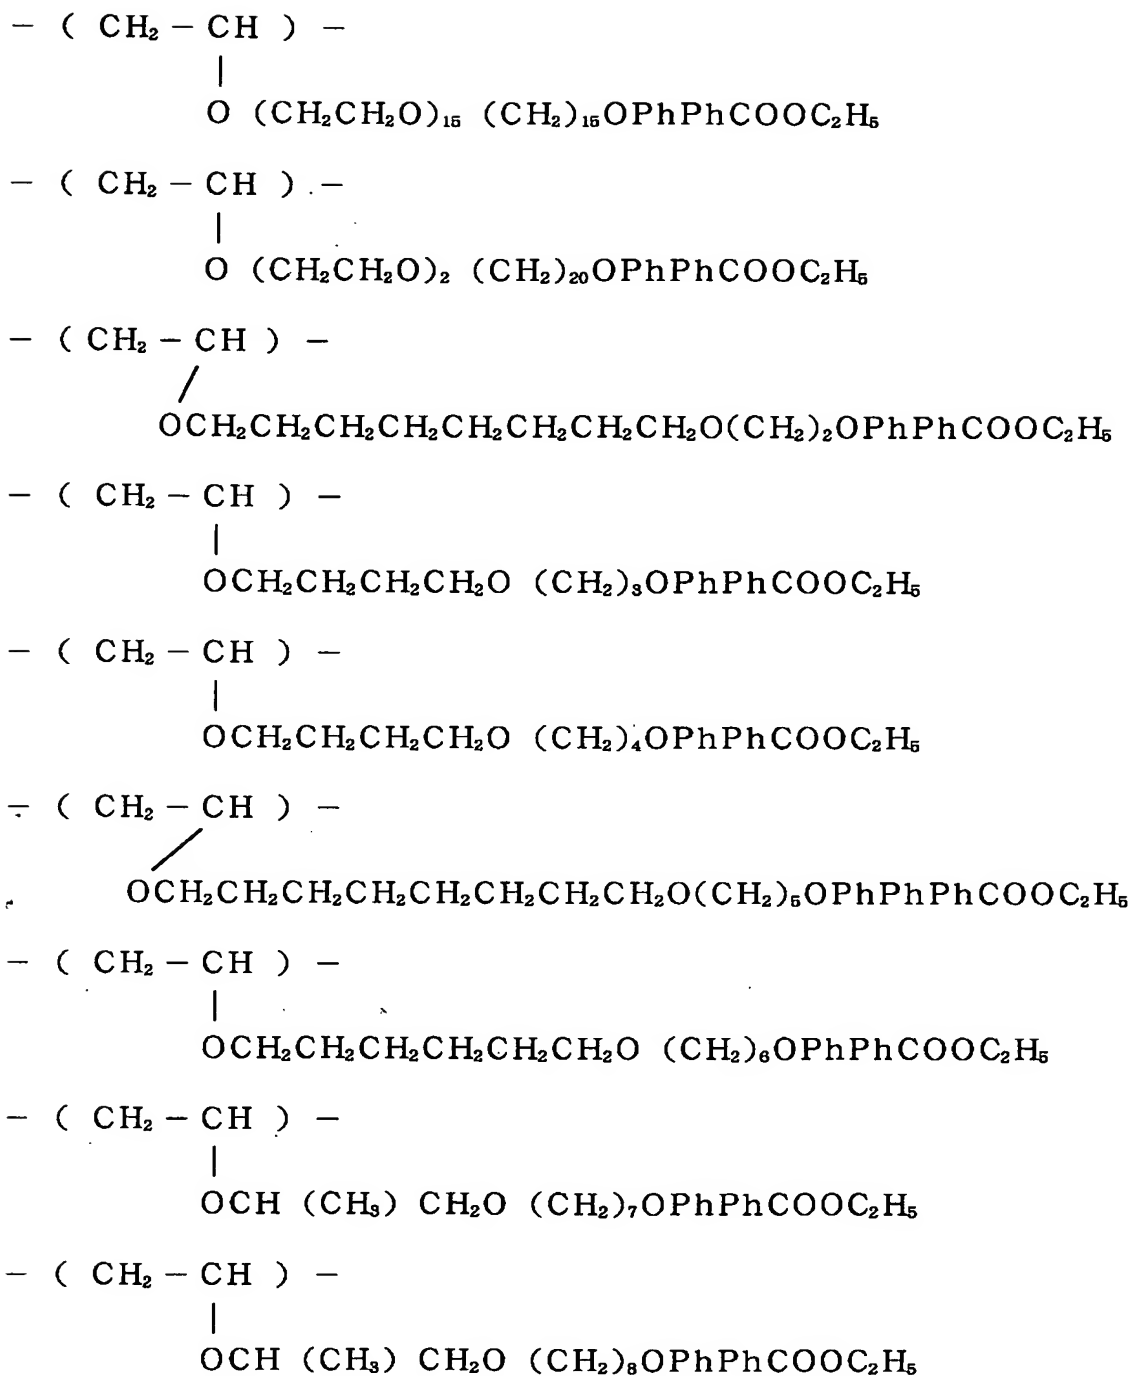 − ( CH₂ − CH ) −
|
O (CH₂CH₂O)₁₅ (CH₂)₁₅OPhPhCOOC₂H₅
− ( CH₂ − CH ) −
|
O (CH₂CH₂O)₂ (CH₂)₂₀OPhPhCOOC₂H₅
− ( CH₂ − CH ) −
/
OCH₂CH₂CH₂CH₂CH₂CH₂CH₂CH₂O(CH₂)₂OPhPhCOOC₂H₅
− ( CH₂ − CH ) −
|
OCH₂CH₂CH₂CH₂O (CH₂)₃OPhPhCOOC₂H₅
− ( CH₂ − CH ) −
|
OCH₂CH₂CH₂CH₂O (CH₂)₄OPhPhCOOC₂H₅
− ( CH₂ − CH ) −
/
OCH₂CH₂CH₂CH₂CH₂CH₂CH₂CH₂O(CH₂)₅OPhPhPhCOOC₂H₅
− ( CH₂ − CH ) −
|
OCH₂CH₂CH₂CH₂CH₂CH₂O (CH₂)₆OPhPhCOOC₂H₅
− ( CH₂ − CH ) −
|
OCH (CH₃) CH₂O (CH₂)₇OPhPhCOOC₂H₅
− ( CH₂ − CH ) −
|
OCH (CH₃) CH₂O (CH₂)₈OPhPhCOOC₂H₅